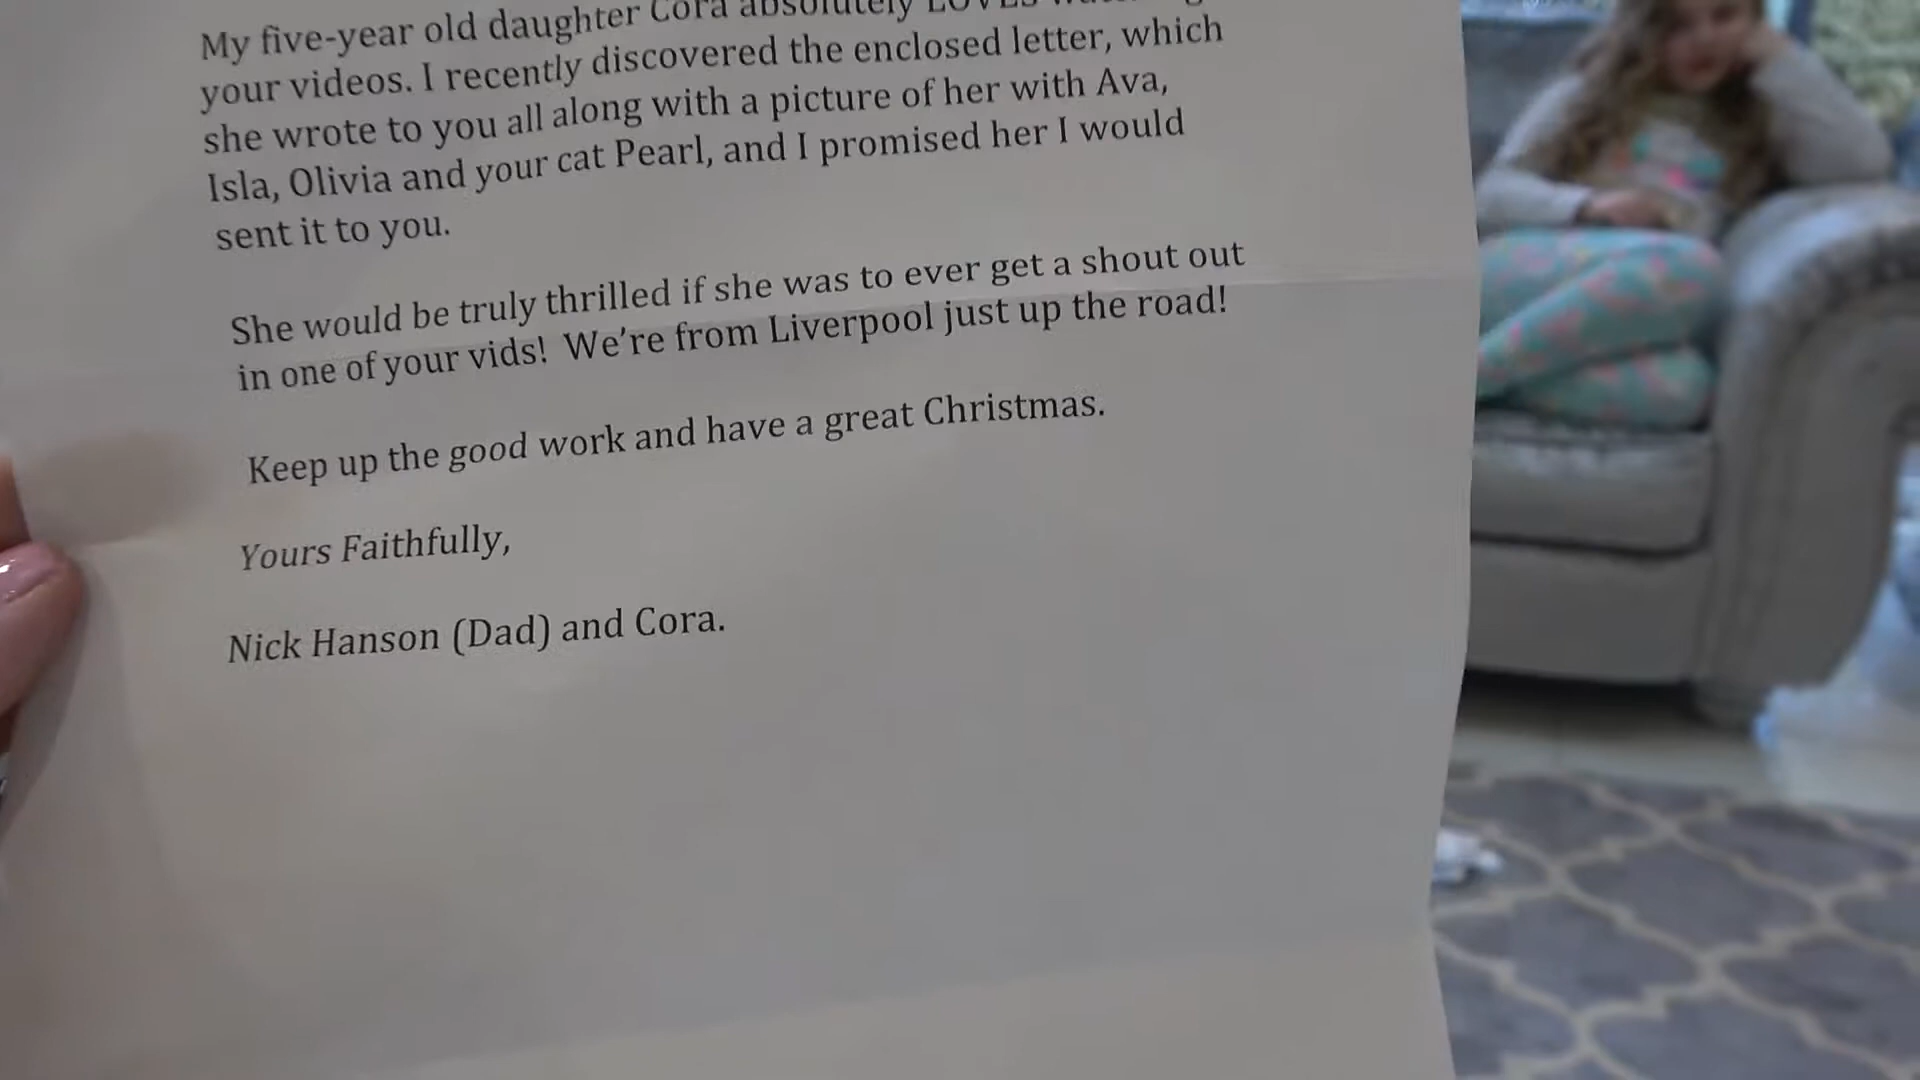 My five-year old daughter Cora absolutely LOVES
your videos. I recently discovered the enclosed letter, which
she wrote to you all along with a picture of her with Ava,
Isla, Olivia and your cat Pearl, and I promised her I would
sent it to you.
She would be truly thrilled if she was to ever get a shout out
in one of your vids! We're from Liverpool just up the road!
Keep up the good work and have a great Christmas.
Yours Faithfully,
Nick Hanson (Dad) and Cora.